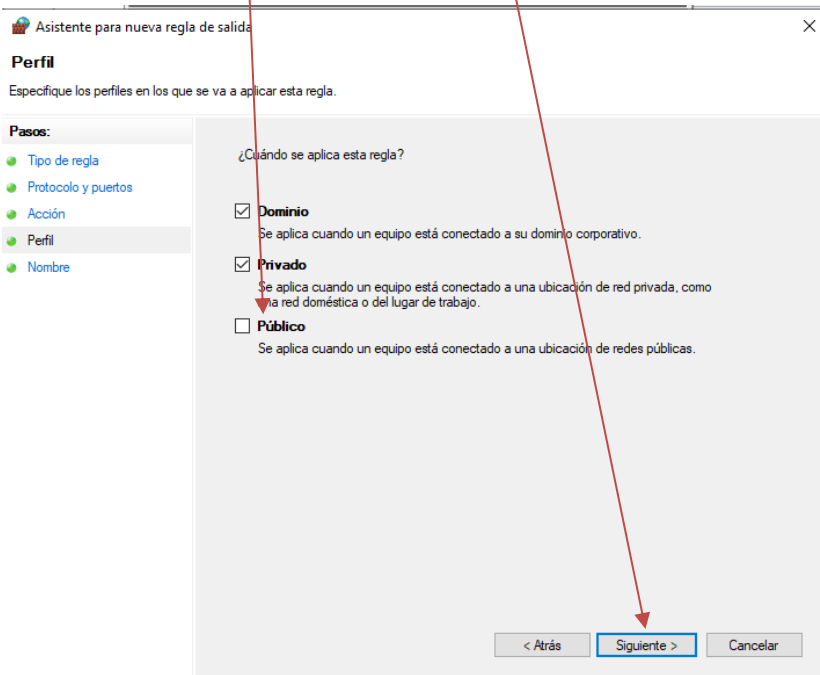 Asistente para nueva regla de salida
Perfil
Especifique los perfiles en los que se va a aplicar esta regla.
Pasos:
Tipo de regla
Protocolo y puertos
Acción
Perfil
Nombre
¿Cuándo se aplica esta regla?
Dominio
Se aplica cuando un equipo está conectado a su dominio corporativo.
Privado
Se aplica cuando un equipo está conectado a una ubicación de red privada, como
una red doméstica o del lugar de trabajo.
Público
Se aplica cuando un equipo está conectado a una ubicación de redes públicas.
< Atrás
Siguiente >
Cancelar